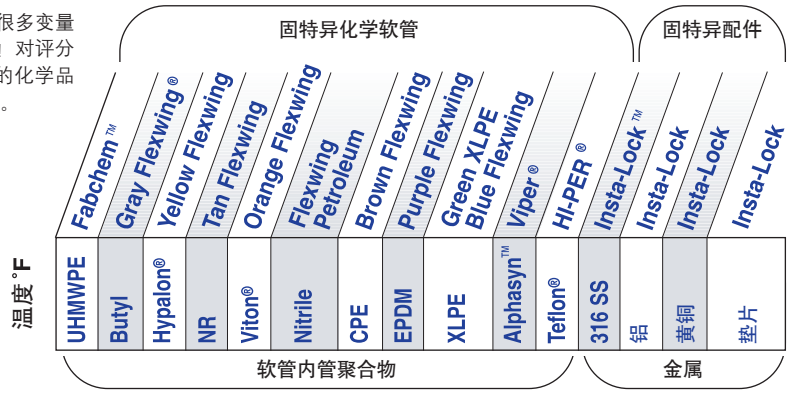 很多变量
对评分
的化学品
。
固特异化学软管
固特异配件
Fabchem™
Gray Flexwing®
Yellow Flexwing
Tan Flexwing
Orange Flexwing
Flexwing
Petroleum
Brown Flexwing
Purple Flexwing
Green XLPE
Blue Flexwing
Viper®
HI-PER®
Insta-Lock™
Insta-Lock
Insta-Lock
Insta-Lock
温度 °F
UHMWPE
Butyl
Hypalon®
NR
Viton®
Nitrile
CPE
EPDM
XLPE
Alphasyn™
Teflon®
316 SS
铝
黄铜
垫片
软管内管聚合物
金属